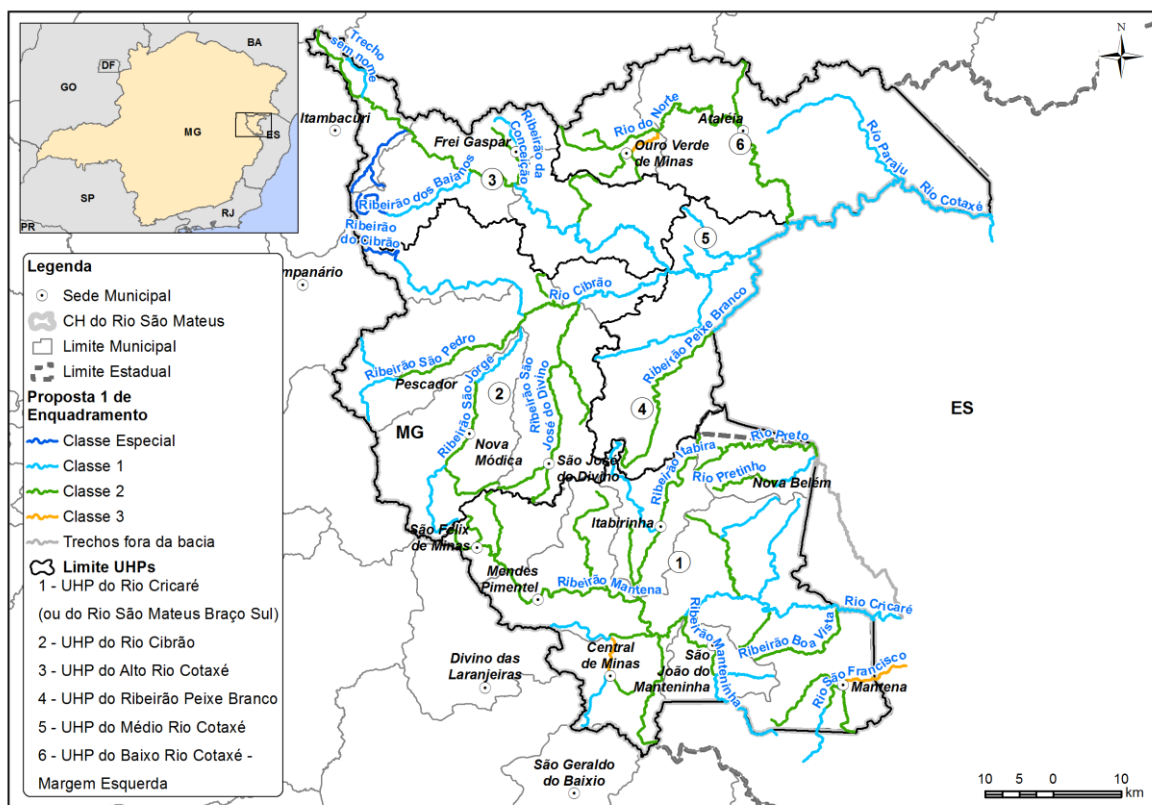 BA
GO
DF
MG
ES
SP
RJ
PR
N
Legenda
Sede Municipal
CH do Rio São Mateus
Limite Municipal
Limite Estadual
Proposta 1 de
Enquadramento
Classe Especial
Classe 1
Classe 2
Classe 3
Trechos fora da bacia
Limite UHPs
1 - UHP do Rio Cricaré
(ou do Rio São Mateus Braço Sul)
2 - UHP do Rio Cibrão
3 - UHP do Alto Rio Cotaxé
4 - UHP do Ribeirão Peixe Branco
5 - UHP do Médio Rio Cotaxé
6 - UHP do Baixo Rio Cotaxé -
Margem Esquerda
Trecho
sem nome
Itambacuri
Frei Gaspar
Ribeirão da
Conceição
Rio do Norte
Ouro Verde
de Minas
Ataléia
6
Rio Paraju
Rio Cotaxé
3
Ribeirão dos Baianos
Ribeirão
do Cibrão
5
mpanário
Rio Cibrão
Ribeirão Peixe Branco
Ribeirão São Pedro
Pescador
Ribeirão São Jorge
2
Ribeirão São
José do Divino
4
MG
ES
Nova
Módica
São José
do Divino
Ribeirão Itabira
Rio Preto
Rio Pretinho
Nova Belém
São Félix
de Minas
Itabirinha
Mendes
Pimentel
Ribeirão Mantena
1
Rio Cricaré
Ribeirão Manteninha
Ribeirão Boa Vista
Central
de Minas
São
João do
Manteninha
Rio São Francisco
Mantena
Divino das
Laranjeiras
São Geraldo
do Baixio
10 5 0 10
km